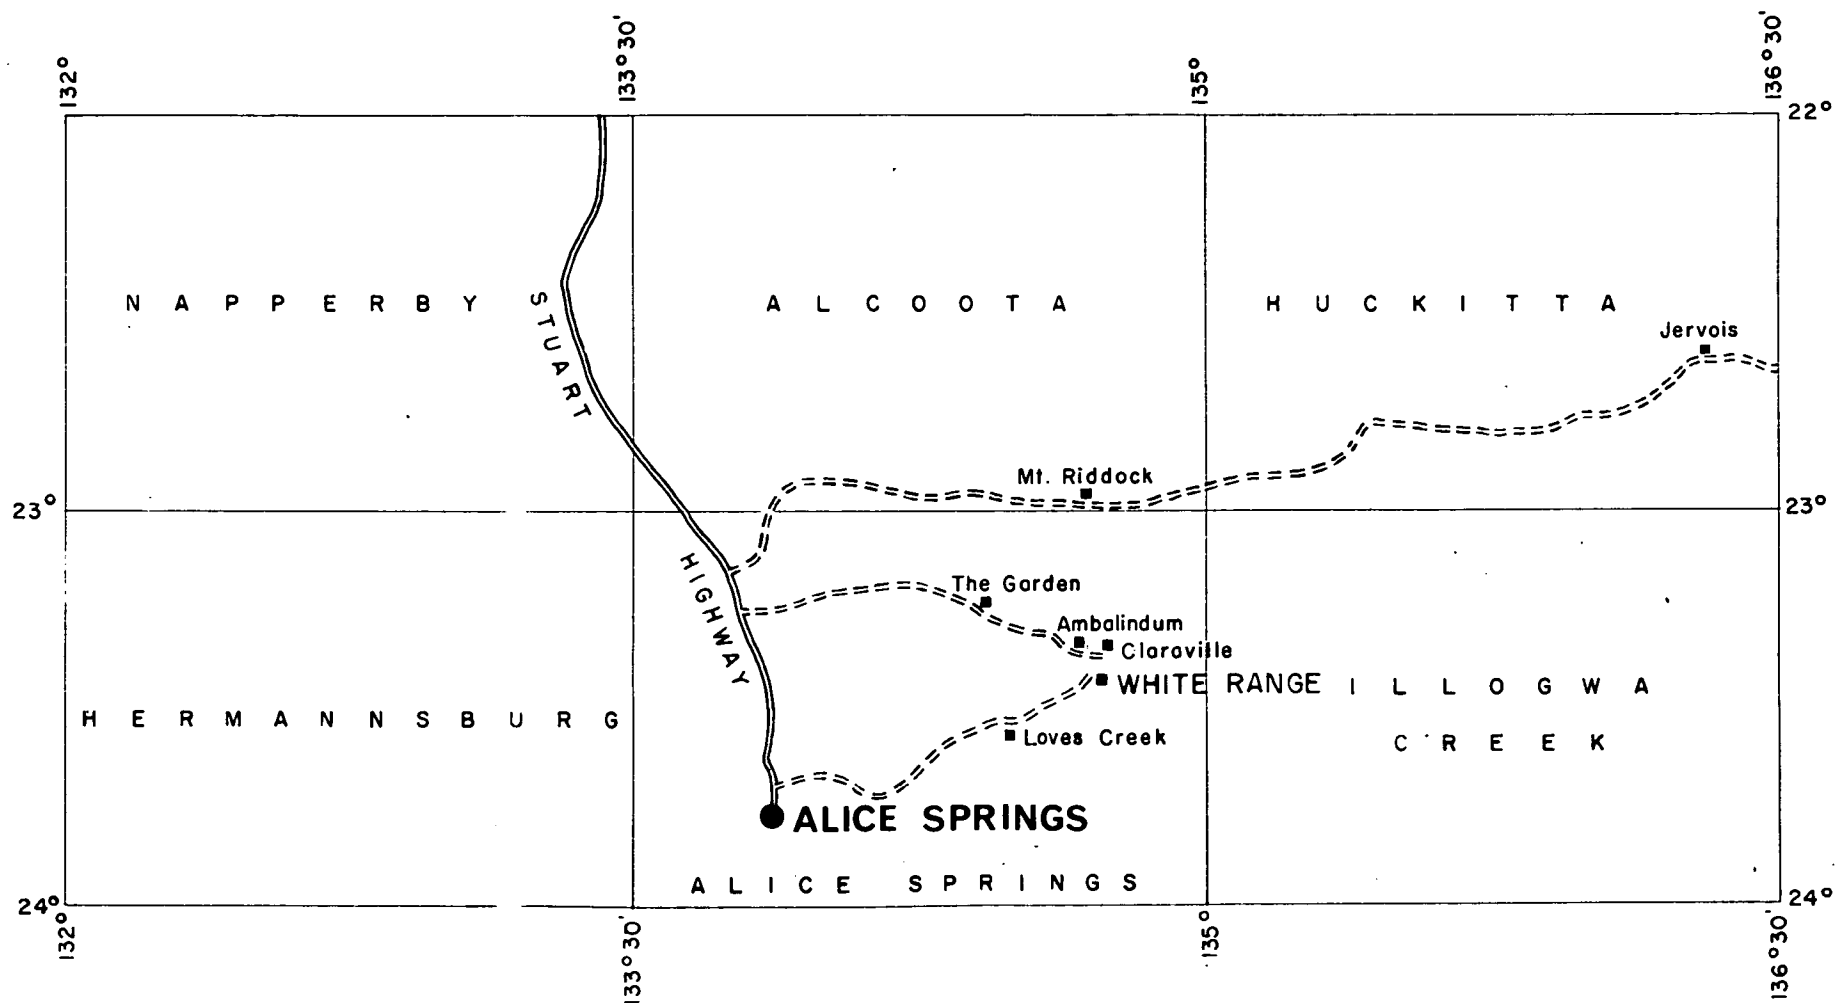 132°
133°30'
135°
136°30'
22°
NAPPERBY
STUART
ALCOOTA
HUCKITTA
Jervois
Mt. Riddock
23°
23°
HIGHWAY
The Garden
Ambalindum
Claraville
WHITE RANGE
ILLOGWA
CREEK
HERMANNSBURG
Loves Creek
ALICE SPRINGS
ALICE SPRINGS
24°
24°
132°
133°30'
135°
136°30'